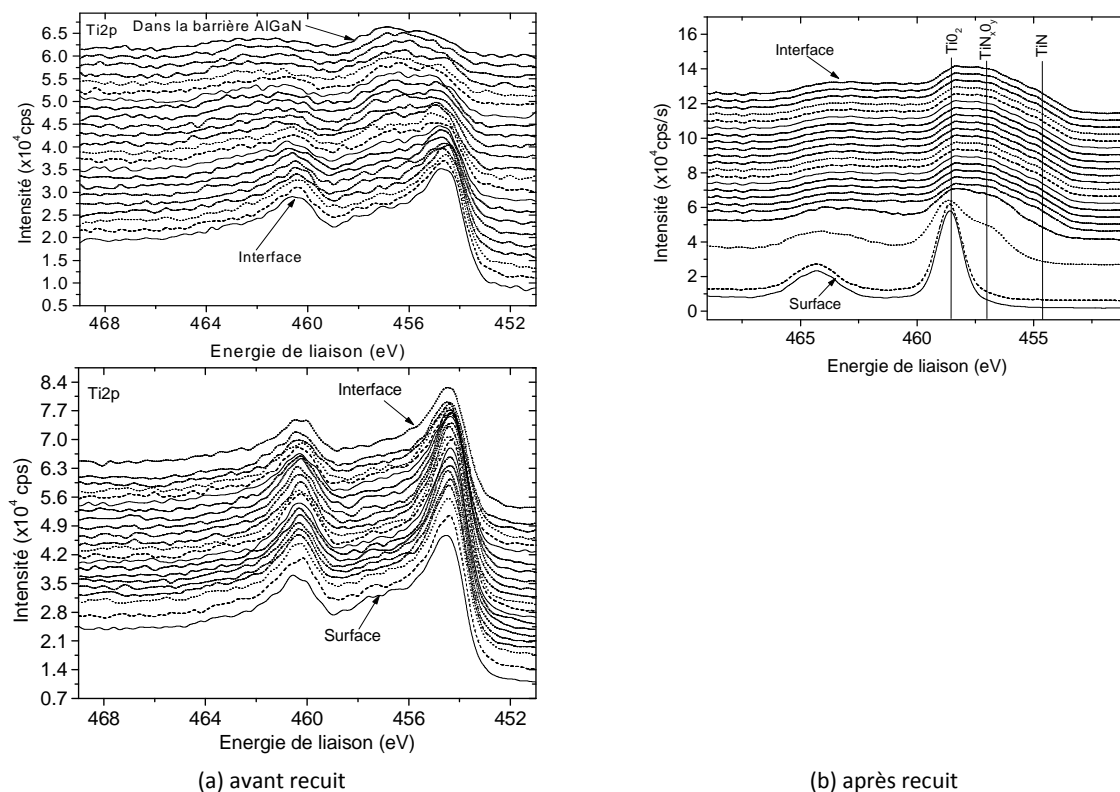 Ti2p
Dans la barrière AlGaN
6.5
6.0
5.5
5.0
4.5
4.0
3.5
3.0
2.5
2.0
1.5
1.0
0.5
Intensité (x10⁴cps)
Interface
468
464
460
456
452
Energie de liaison (eV)
Ti2p
Interface
8.4
7.7
7.0
6.3
5.6
4.9
4.2
3.5
2.8
2.1
1.4
0.7
Intensité (x10⁴ cps)
Surface
468
464
460
456
452
Energie de liaison (eV)
(a) avant recuit
TiO₂
TiNₓOᵧ
TiN
Interface
16
14
12
10
8
6
4
2
0
Intensité (x10⁴cps/s)
Surface
465
460
455
Energie de liaison (eV)
(b) après recuit